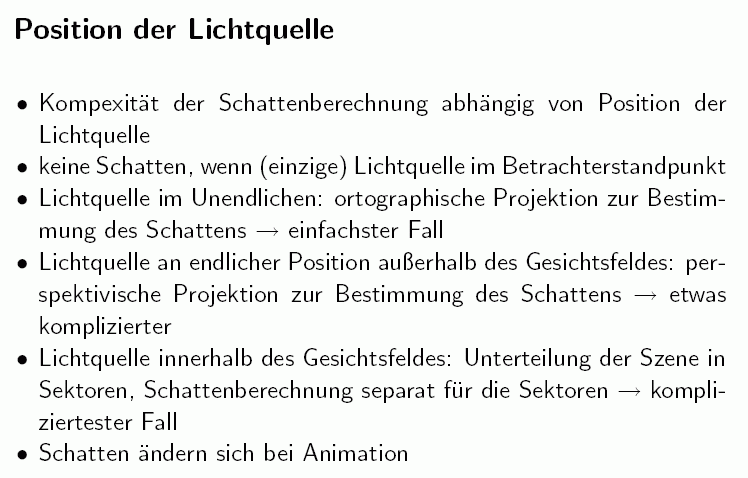 Position der Lichtquelle
• Kompexität der Schattenberechnung abhängig von Position der
Lichtquelle
• keine Schatten, wenn (einzige) Lichtquelle im Betrachterstandpunkt
• Lichtquelle im Unendlichen: ortographische Projektion zur Bestim-
mung des Schattens → einfachster Fall
• Lichtquelle an endlicher Position außerhalb des Gesichtsfeldes: per-
spektivische Projektion zur Bestimmung des Schattens → etwas
komplizierter
• Lichtquelle innerhalb des Gesichtsfeldes: Unterteilung der Szene in
Sektoren, Schattenberechnung separat für die Sektoren → kompli-
ziertester Fall
• Schatten ändern sich bei Animation